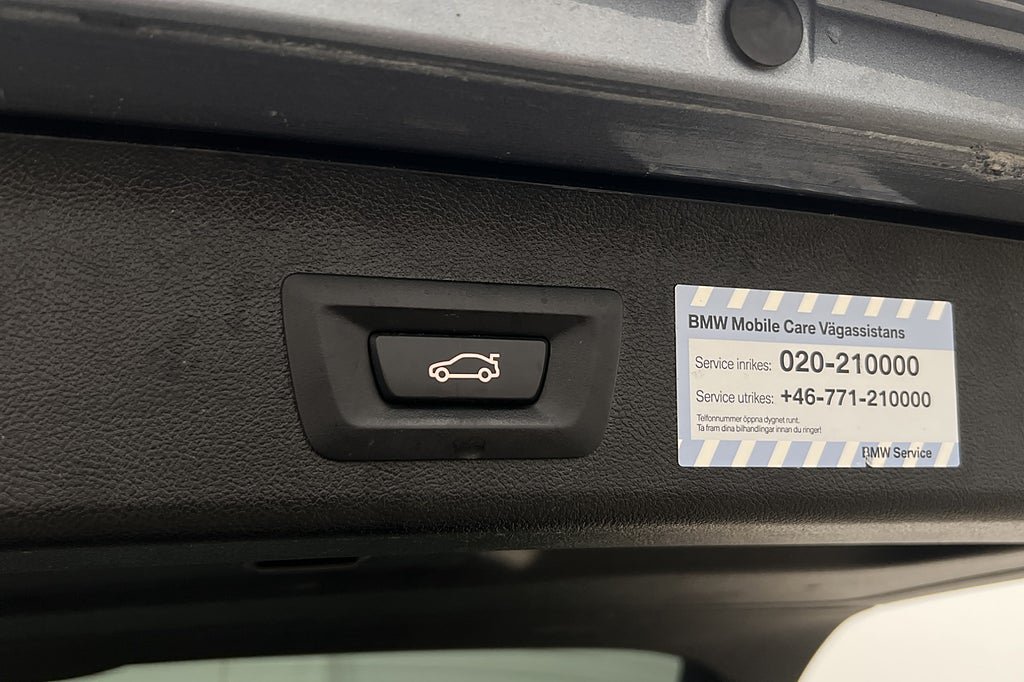 BMW Mobile Care Vägassistans
Service inrikes: 020-210000
Service utrikes: +46-771-210000
Telfonnummer öppna dygnet runt.
Ta fram dina bilhandlingar innan du ringer!
BMW Service